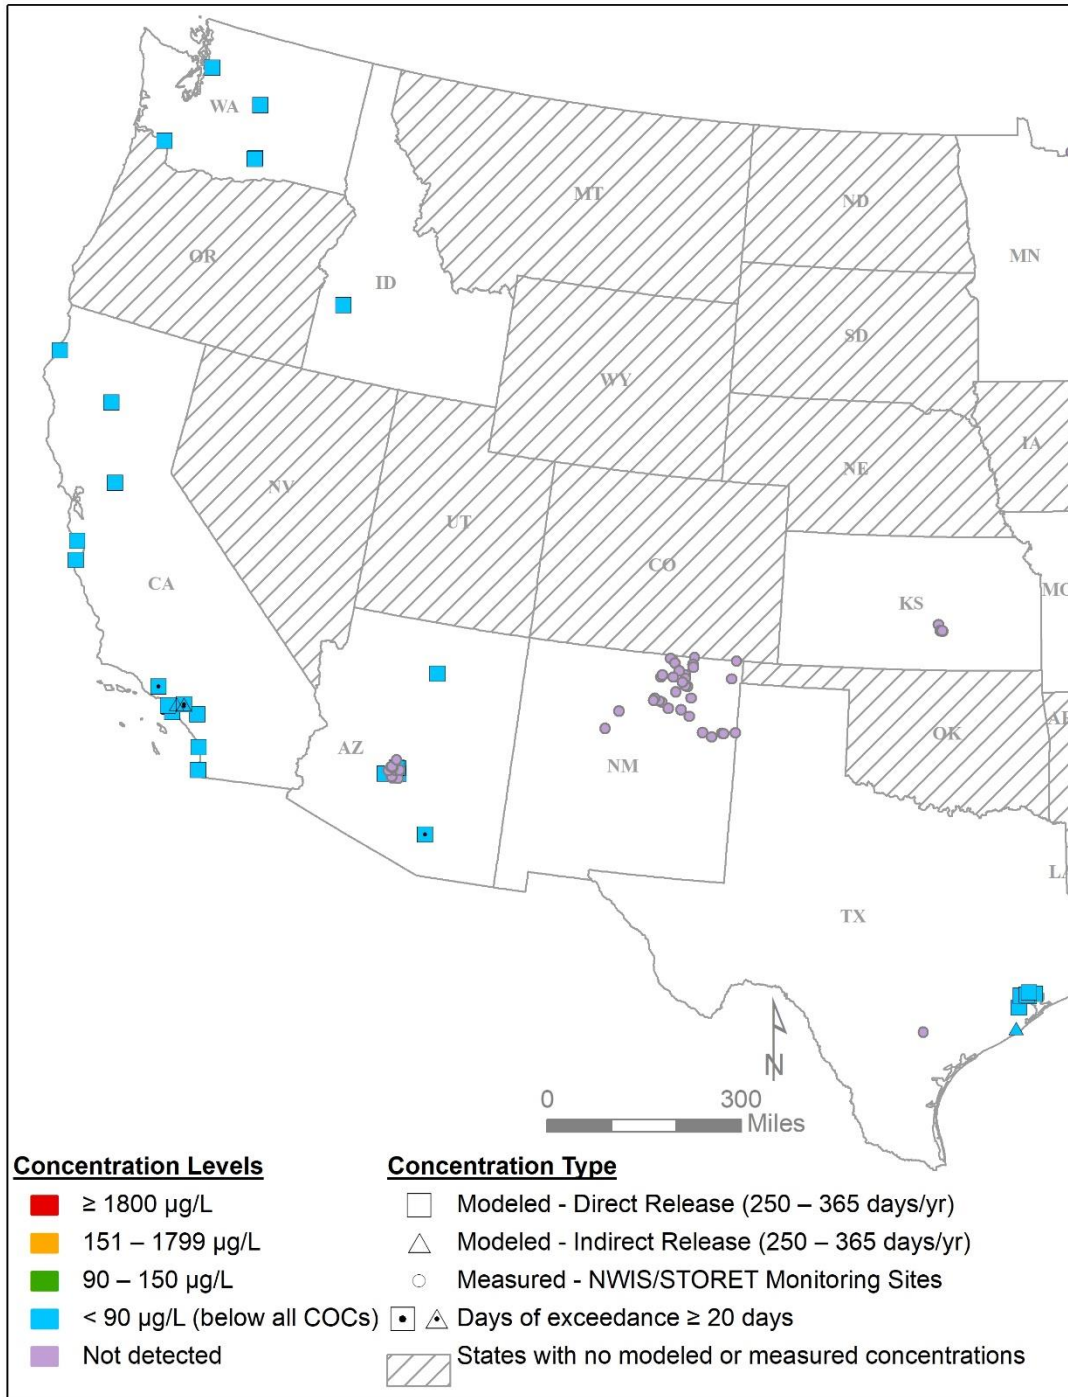 WA
MT
ND
MN
OR
ID
SD
WY
IA
NE
NV
UT
CO
CA
KS
MO
AZ
NM
OK
AR
TX
LA
N
0 300
Miles
Concentration Levels
≥ 1800 µg/L
151 – 1799 µg/L
90 – 150 µg/L
< 90 µg/L (below all COCs)
Not detected
Concentration Type
Modeled - Direct Release (250 – 365 days/yr)
Modeled - Indirect Release (250 – 365 days/yr)
Measured - NWIS/STORET Monitoring Sites
Days of exceedance ≥ 20 days
States with no modeled or measured concentrations